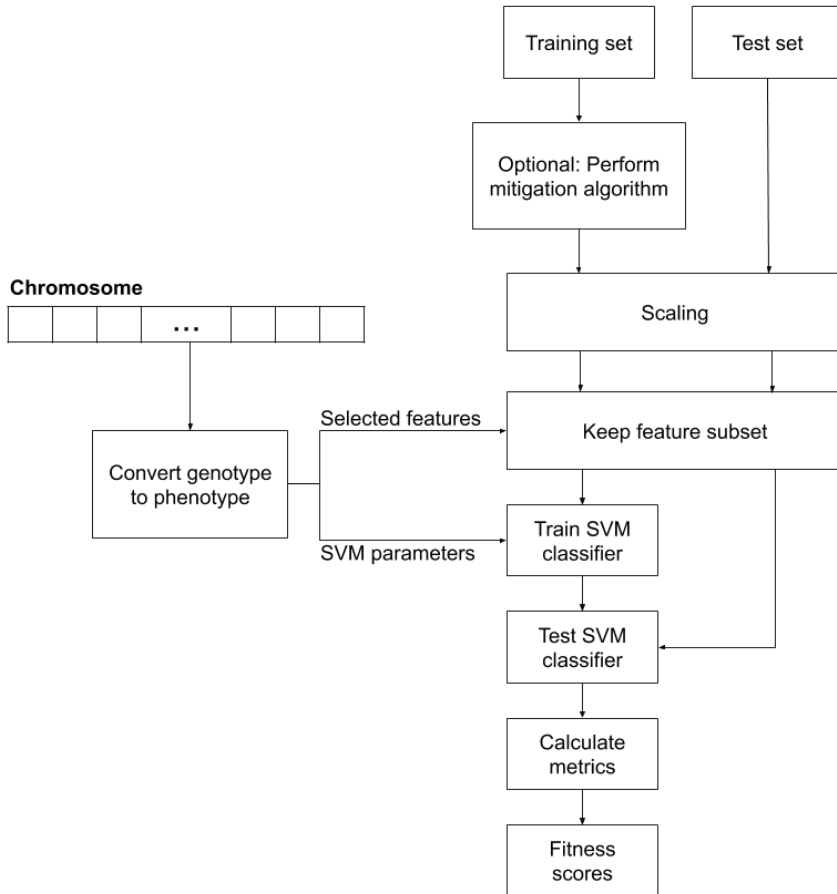 Training set
Test set
Optional: Perform
mitigation algorithm
Chromosome
...
Scaling
Selected features
Keep feature subset
Convert genotype
to phenotype
SVM parameters
Train SVM
classifier
Test SVM
classifier
Calculate
metrics
Fitness
scores